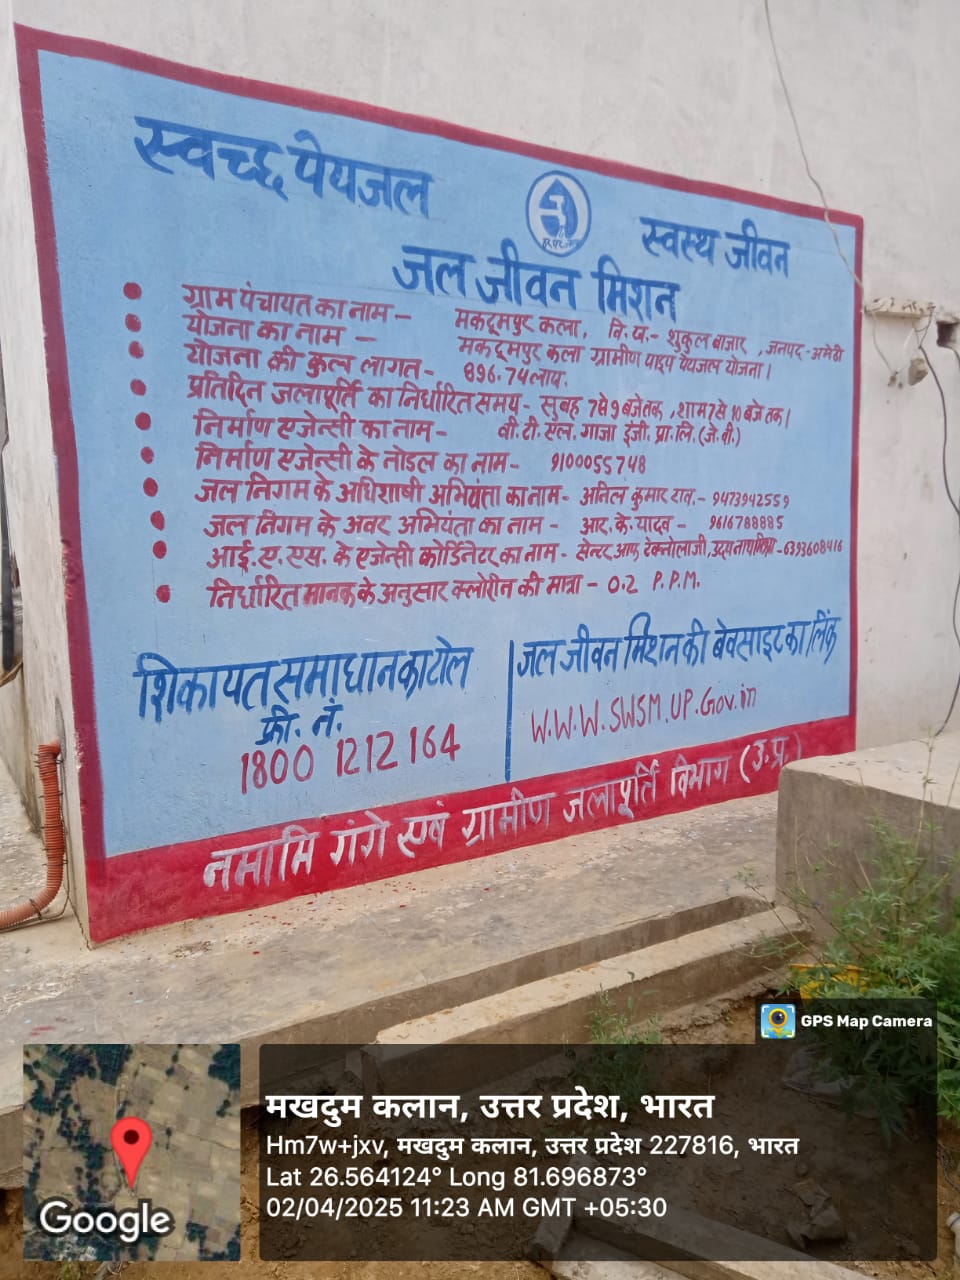 स्वच्छ पेयजल
हर घर जल
स्वस्थ जीवन
जल जीवन मिशन
• ग्राम पंचायत का नाम – मकदूमपुर कला, वि.ख.- शुकुल बाजार, जनपद-अमेठी
• योजना का नाम – मकदूमपुर कला ग्रामीण पाइप पेयजल योजना।
• योजना की कुल लागत- 896.74 लाख.
• प्रतिदिन जलापूर्ति का निर्धारित समय- सुबह 7 से 9 बजे तक, शाम 7 से 10 बजे तक।
• निर्माण एजेन्सी का नाम- वी.टी.एल. गाजा इंजी. प्रा.लि.(जे.वी.)
• निर्माण एजेन्सी के नोडल का नाम- 9100055748
• जल निगम के अधिशाषी अभियंता का नाम- अनिल कुमार राव.- 9473942559
• जल निगम के अवर अभियंता का नाम- आर.के. यादव- 9616788885
• आई.ए.एस. के एजेन्सी कोर्डिनेटर का नाम- सेन्टर आफ टेक्नोलाजी, उदयनाथ मिश्रा-6393608416
• निर्धारित मानक के अनुसार क्लोरीन की मात्रा – 0.2 P.P.M.
शिकायत समाधान का टोल
फ्री. नं.
1800 1212 164
जल जीवन मिशन की बेवसाइट का लिंक
W.W.W.SWSM.UP.Gov.in
नमामि गंगे एवं ग्रामीण जलापूर्ति विभाग (उ.प्र.)
GPS Map Camera
मखदुम कलान, उत्तर प्रदेश, भारत
Hm7w+jxv, मखदुम कलान, उत्तर प्रदेश 227816, भारत
Lat 26.564124° Long 81.696873°
02/04/2025 11:23 AM GMT +05:30
Google